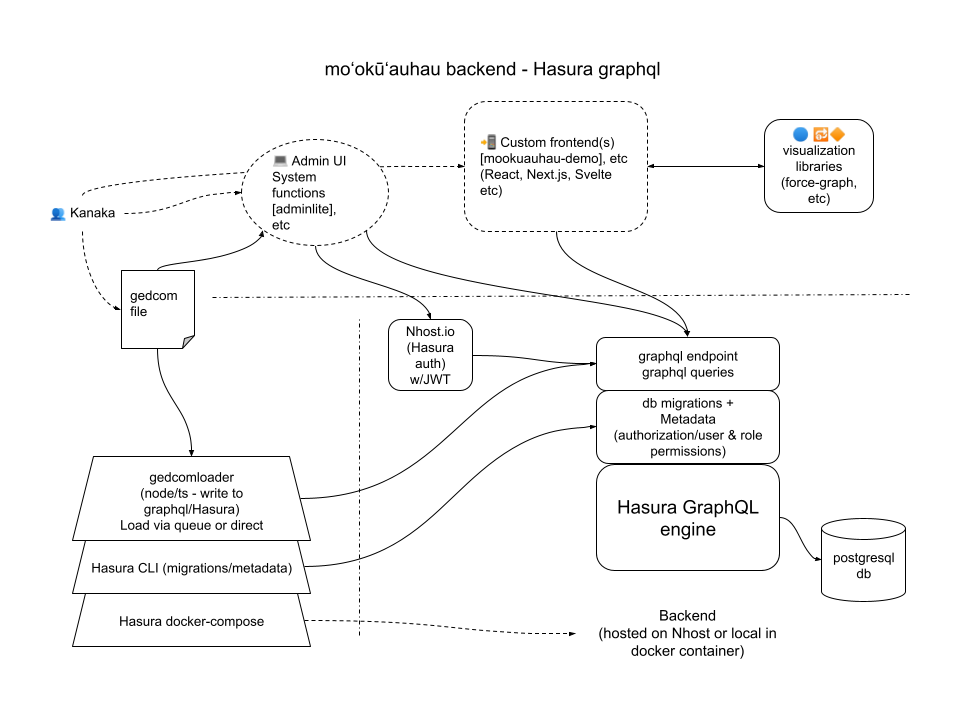 moʻokūʻauhau backend - Hasura graphql
Custom frontend(s)
[mookuauhau-demo], etc
(React, Next.js, Svelte
etc)
visualization
libraries
(force-graph,
etc)
Admin UI
System
functions
[adminlite],
etc
Kanaka
gedcom
file
Nhost.io
(Hasura
auth)
w/JWT
graphql endpoint
graphql queries
db migrations +
Metadata
(authorization/user & role
permissions)
gedcomloader
(node/ts - write to
graphql/Hasura)
Load via queue or direct
Hasura GraphQL
engine
Hasura CLI (migrations/metadata)
postgresql
db
Hasura docker-compose
Backend
(hosted on Nhost or local in
docker container)